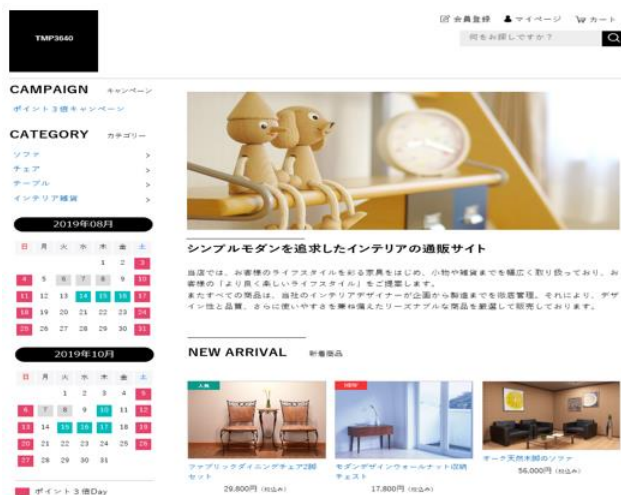 TMP3640
会員登録 マイページ カート
何をお探しですか？
CAMPAIGN キャンペーン
ポイント３倍キャンペーン
CATEGORY カテゴリー
ソファ
チェア
テーブル
インテリア雑貨
2019年08月
日 月 火 水 木 金 土
1 2 3
4 5 6 7 8 9 10
11 12 13 14 15 16 17
18 19 20 21 22 23 24
25 26 27 28 29 30 31
2019年10月
日 月 火 水 木 金 土
1 2 3 4 5
6 7 8 9 10 11 12
13 14 15 16 17 18 19
20 21 22 23 24 25 26
27 28 29 30 31
ポイント３倍Day
シンプルモダンを追求したインテリアの通販サイト
当店では、お客様のライフスタイルを彩る家具をはじめ、小物や雑貨までを幅広く取り扱っており、お
客様の「より良く楽しいライフスタイル」をご提案します。
またすべての商品は、当社のインテリアデザイナーが企画から製造までを徹底管理。それにより、デザ
イン性と品質、さらに使いやすさを兼ね備えたリーズナブルな商品を厳選して販売しております。
NEW ARRIVAL 新着商品
人気
NEW
ファブリックダイニングチェア2脚
セット
29,800円（税込み）
モダンデザインウォールナット収納
チェスト
17,800円（税込み）
オーク天然木脚のソファ
56,000円（税込み）